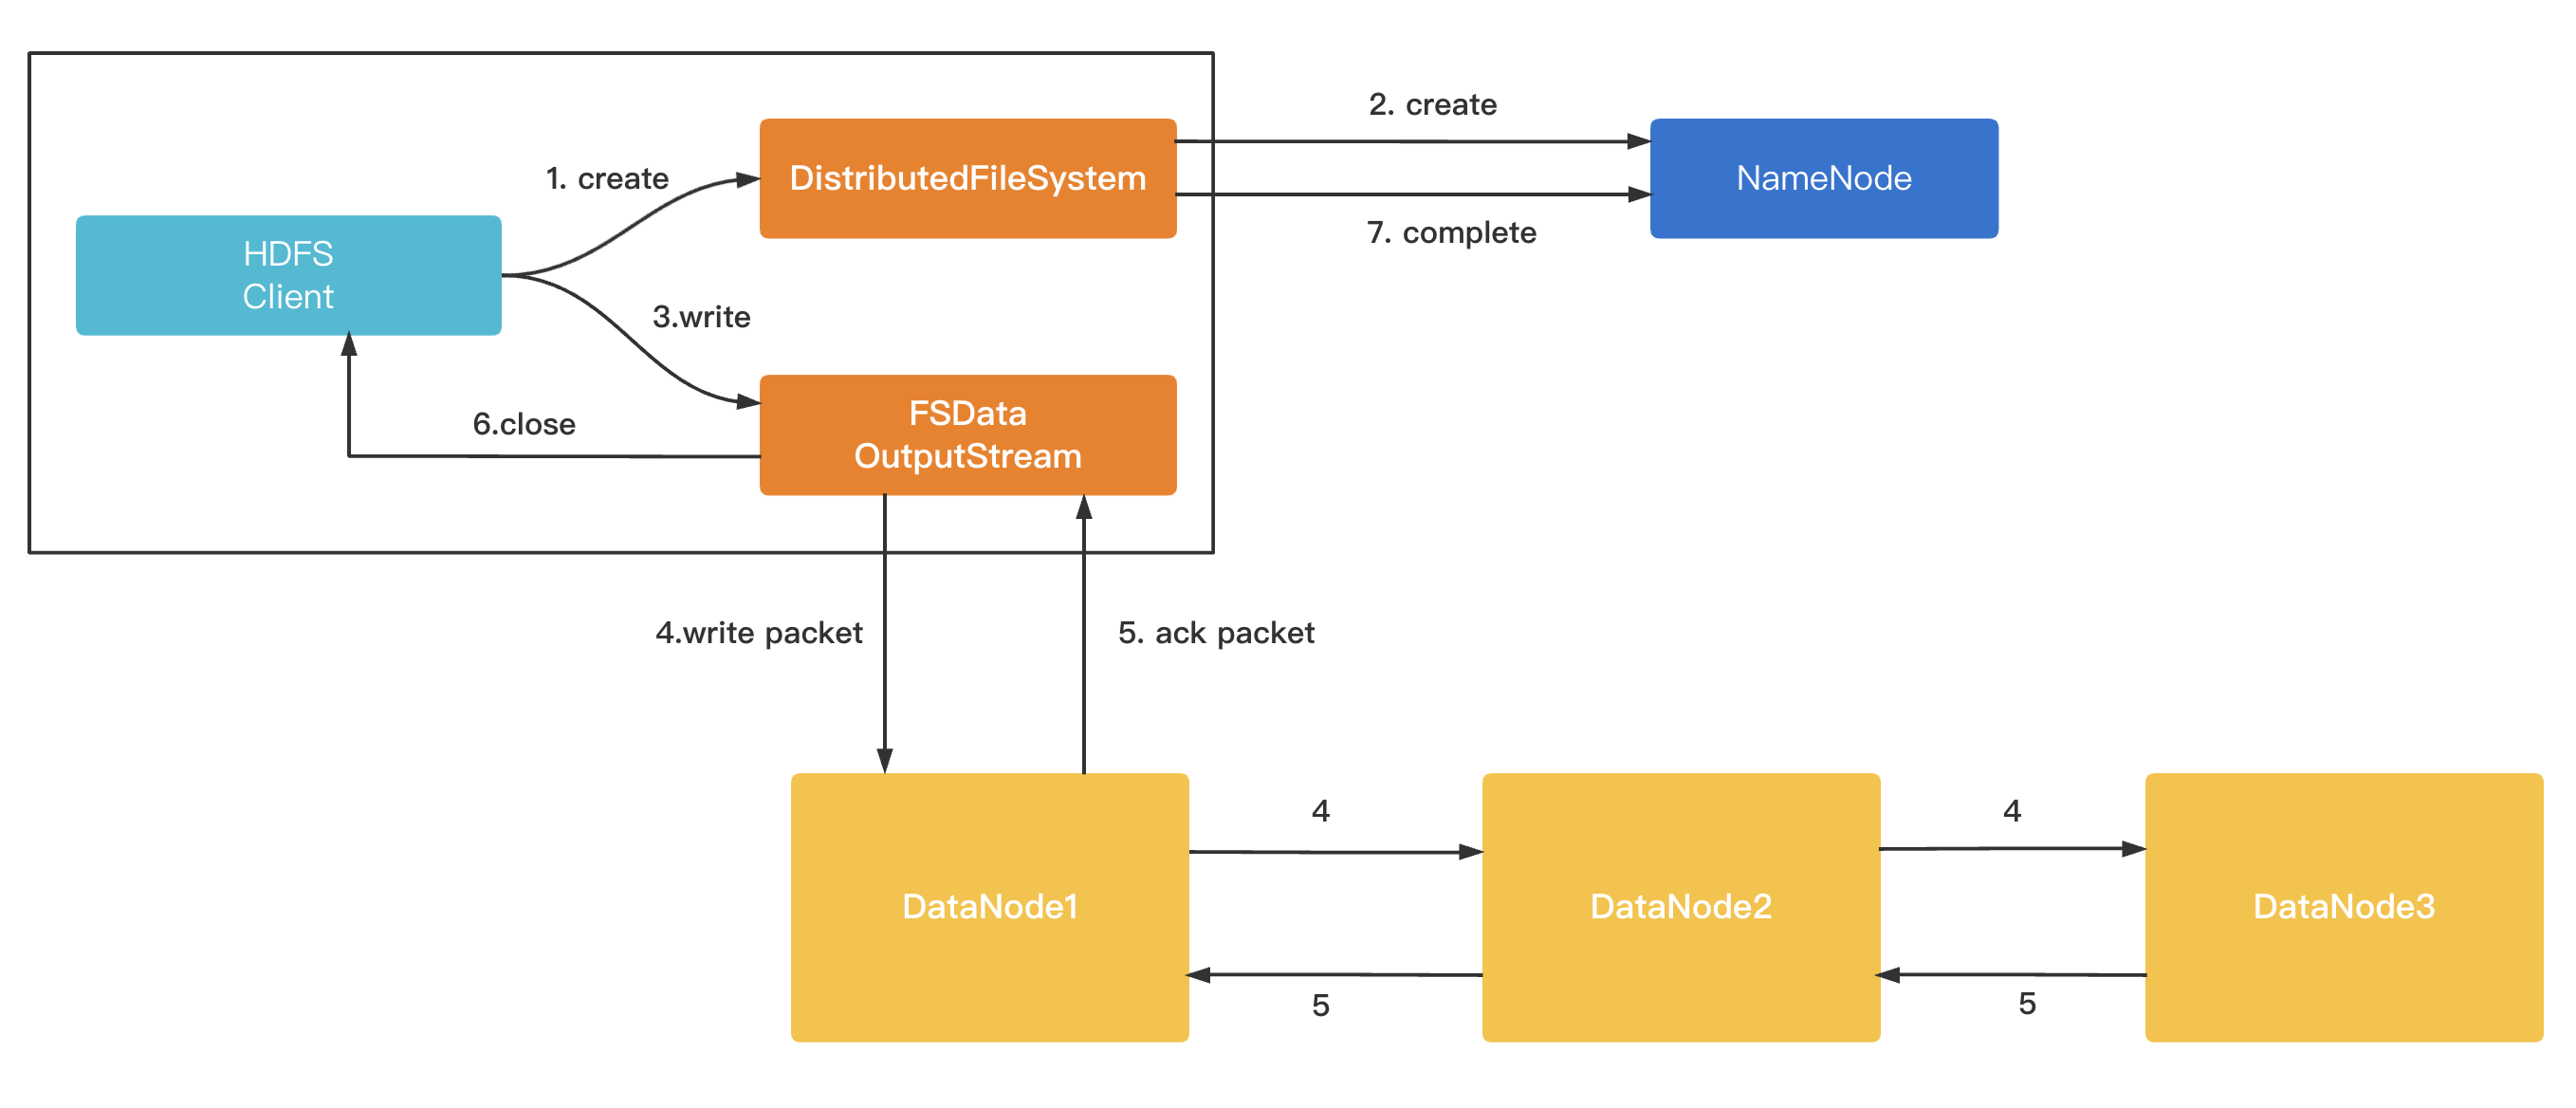 2. create
1. create
DistributedFileSystem
NameNode
7. complete
HDFS
Client
3.write
6.close
FSData
OutputStream
4.write packet
5. ack packet
4
4
DataNode1
DataNode2
DataNode3
5
5